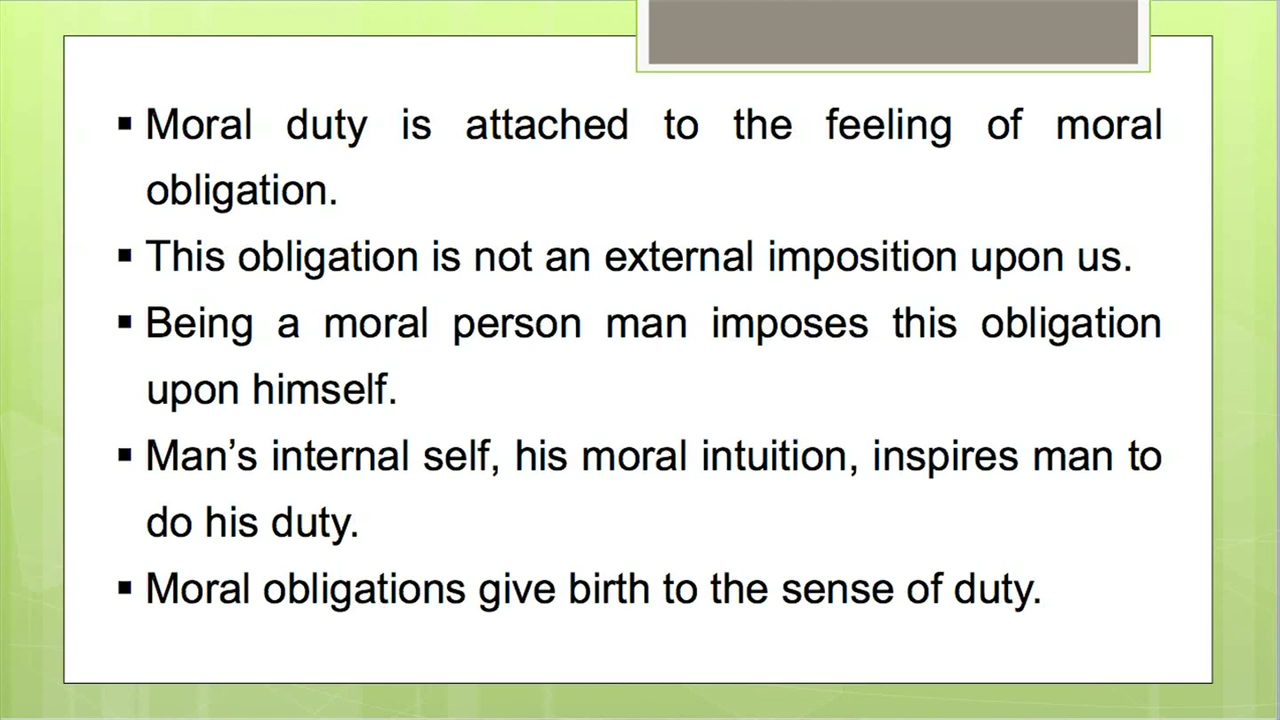 ▪ Moral duty is attached to the feeling of moral
obligation.
▪ This obligation is not an external imposition upon us.
▪ Being a moral person man imposes this obligation
upon himself.
▪ Man’s internal self, his moral intuition, inspires man to
do his duty.
▪ Moral obligations give birth to the sense of duty.